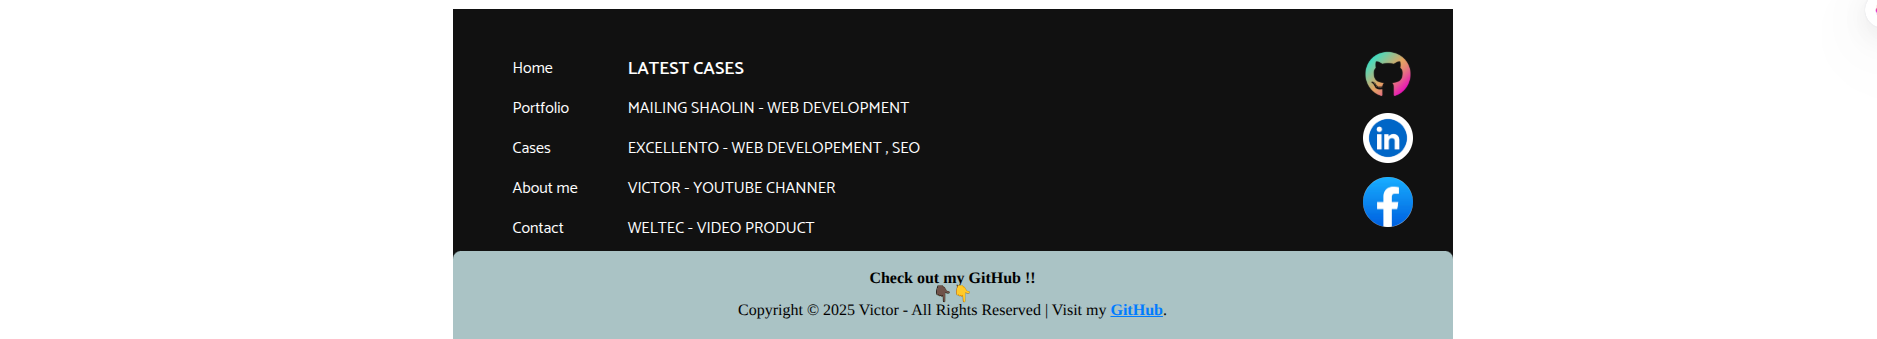 Home
Portfolio
Cases
About me
Contact
LATEST CASES
MAILING SHAOLIN - WEB DEVELOPMENT
EXCELLENTO - WEB DEVELOPEMENT , SEO
VICTOR - YOUTUBE CHANNER
WELTEC - VIDEO PRODUCT
in
f
Check out my GitHub !!
👇🏿👇
Copyright © 2025 Victor - All Rights Reserved | Visit my GitHub.